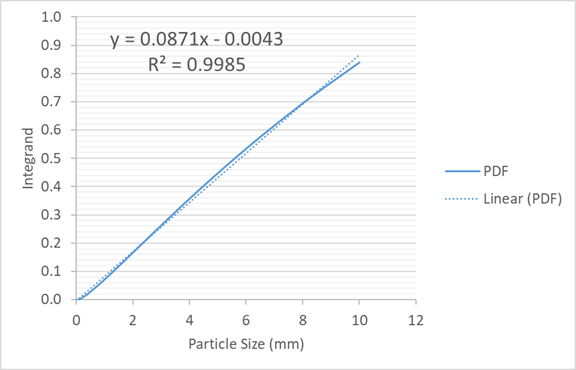 y = 0.0871x - 0.0043
R² = 0.9985
1.0
0.9
0.8
0.7
0.6
0.5
0.4
0.3
0.2
0.1
0.0
Integrand
0 2 4 6 8 10 12
Particle Size (mm)
PDF
Linear (PDF)